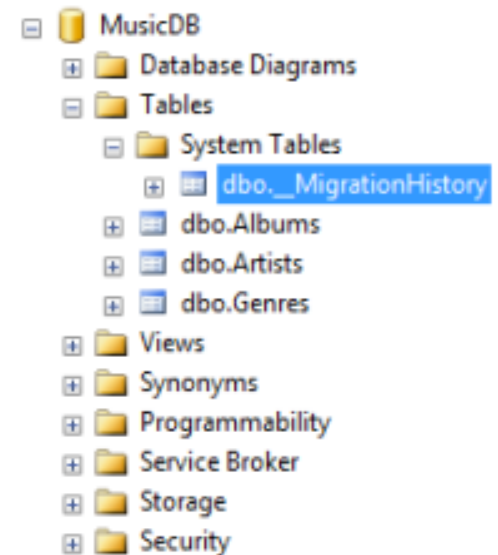 MusicDB
Database Diagrams
Tables
System Tables
dbo.__MigrationHistory
dbo.Albums
dbo.Artists
dbo.Genres
Views
Synonyms
Programmability
Service Broker
Storage
Security